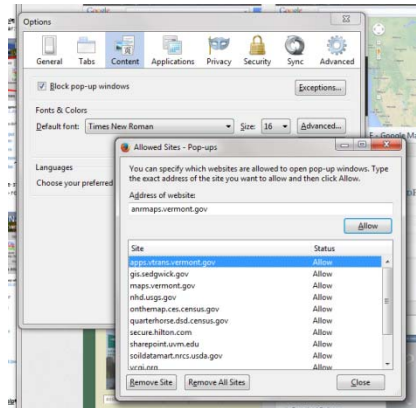 Options
General Tabs Content Applications Privacy Security Sync Advanced
Block pop-up windows
Exceptions...
Fonts & Colors
Default font: Times New Roman Size: 16 Advanced...
Languages
Choose your preferred
Allowed Sites - Pop-ups
You can specify which websites are allowed to open pop-up windows. Type
the exact address of the site you want to allow and then click Allow.
Address of website:
anrmaps.vermont.gov
Allow
Site Status
apps.vtrans.vermont.gov Allow
gis.sedgwick.gov Allow
maps.vermont.gov Allow
nhd.usgs.gov Allow
onthemap.ces.census.gov Allow
quarterhorse.dsd.census.gov Allow
secure.hilton.com Allow
sharepoint.uvm.edu Allow
soildatamart.nrcs.usda.gov Allow
vcgi.org Allow
Remove Site Remove All Sites Close